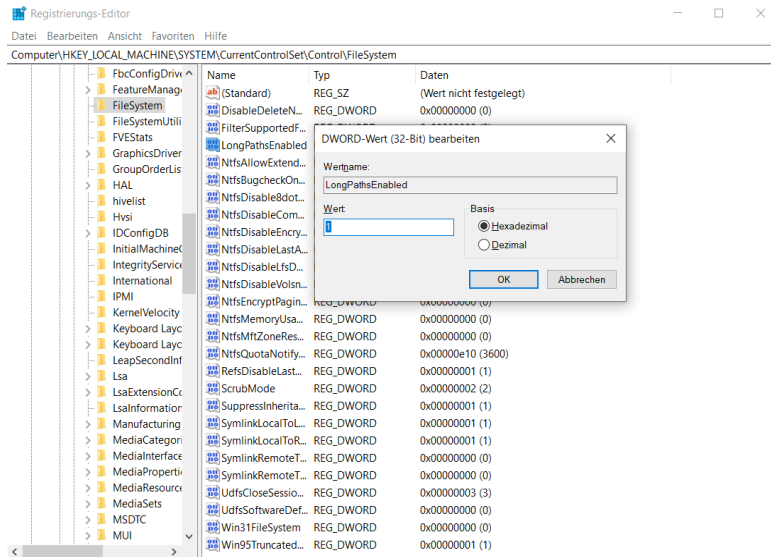 Registrierungs-Editor
Datei Bearbeiten Ansicht Favoriten Hilfe
Computer\HKEY_LOCAL_MACHINE\SYSTEM\CurrentControlSet\Control\FileSystem
FbcConfigDrive
FeatureManage
FileSystem
FileSystemUtili
FVEStats
GraphicsDriver
GroupOrderLis
HAL
hivelist
Hvsi
IDConfigDB
InitialMachine
IntegrityService
International
IPMI
KernelVelocity
Keyboard Layc
Keyboard Layc
LeapSecondInf
Lsa
LsaExtensionCo
LsaInformation
Manufacturing
MediaCategori
MediaInterface
MediaProperti
MediaResource
MediaSets
MSDTC
MUI
Name Typ Daten
(Standard) REG_SZ (Wert nicht festgelegt)
DisableDeleteN... REG_DWORD 0x00000000 (0)
FilterSupportedF...
LongPathsEnabled
NtfsAllowExtend...
NtfsBugcheckOn...
NtfsDisable8dot...
NtfsDisableCom...
NtfsDisableEncry...
NtfsDisableLastA...
NtfsDisableLfsD...
NtfsDisableVolsn...
NtfsEncryptPagin... REG_DWORD 0x00000000 (0)
NtfsMemoryUsa... REG_DWORD 0x00000000 (0)
NtfsMftZoneRes... REG_DWORD 0x00000000 (0)
NtfsQuotaNotify... REG_DWORD 0x00000e10 (3600)
RefsDisableLast... REG_DWORD 0x00000001 (1)
ScrubMode REG_DWORD 0x00000002 (2)
SuppressInherita... REG_DWORD 0x00000001 (1)
SymlinkLocalToL... REG_DWORD 0x00000001 (1)
SymlinkLocalToR... REG_DWORD 0x00000001 (1)
SymlinkRemoteT... REG_DWORD 0x00000000 (0)
SymlinkRemoteT... REG_DWORD 0x00000000 (0)
UdfsCloseSessio... REG_DWORD 0x00000003 (3)
UdfsSoftwareDef... REG_DWORD 0x00000000 (0)
Win31FileSystem REG_DWORD 0x00000000 (0)
Win95Truncated... REG_DWORD 0x00000001 (1)
DWORD-Wert (32-Bit) bearbeiten
Wertname:
LongPathsEnabled
Wert:
1
Basis
Hexadezimal
Dezimal
OK Abbrechen